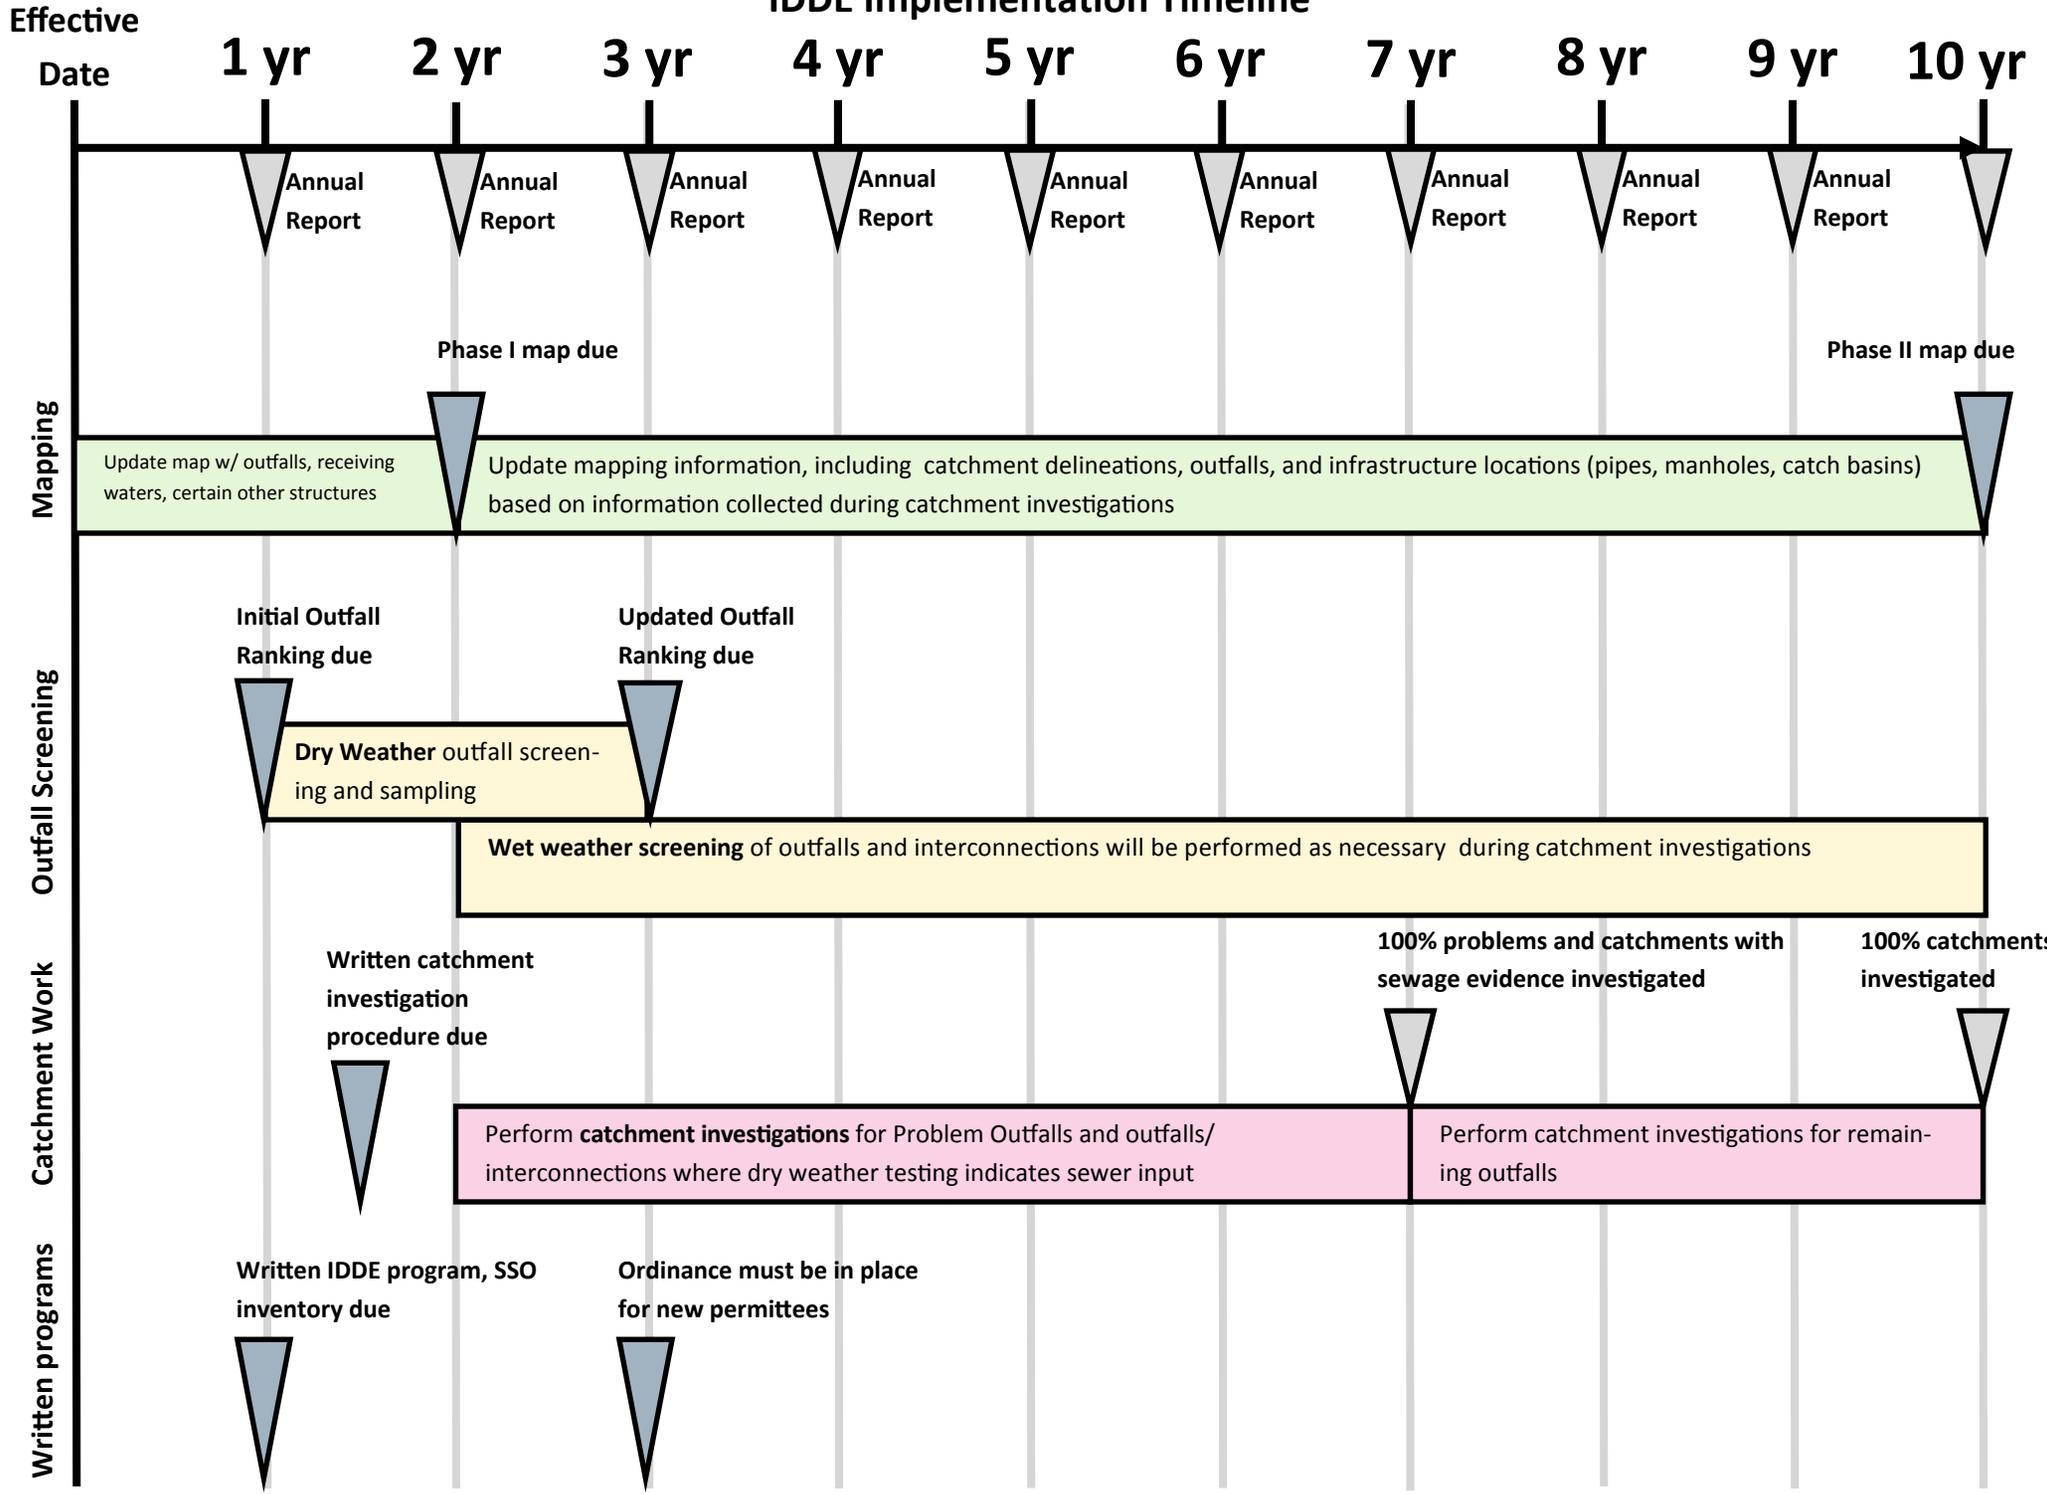 IDDE Implementation Timeline
Effective
Date
1 yr
2 yr
3 yr
4 yr
5 yr
6 yr
7 yr
8 yr
9 yr
10 yr
Annual
Report
Annual
Report
Annual
Report
Annual
Report
Annual
Report
Annual
Report
Annual
Report
Annual
Report
Annual
Report
Mapping
Phase I map due
Phase II map due
Update map w/ outfalls, receiving
waters, certain other structures
Update mapping information, including catchment delineations, outfalls, and infrastructure locations (pipes, manholes, catch basins)
based on information collected during catchment investigations
Outfall Screening
Initial Outfall
Ranking due
Updated Outfall
Ranking due
Dry Weather outfall screen-
ing and sampling
Wet weather screening of outfalls and interconnections will be performed as necessary during catchment investigations
Catchment Work
Written catchment
investigation
procedure due
100% problems and catchments with
sewage evidence investigated
100% catchments
investigated
Perform catchment investigations for Problem Outfalls and outfalls/
interconnections where dry weather testing indicates sewer input
Perform catchment investigations for remain-
ing outfalls
Written programs
Written IDDE program, SSO
inventory due
Ordinance must be in place
for new permittees